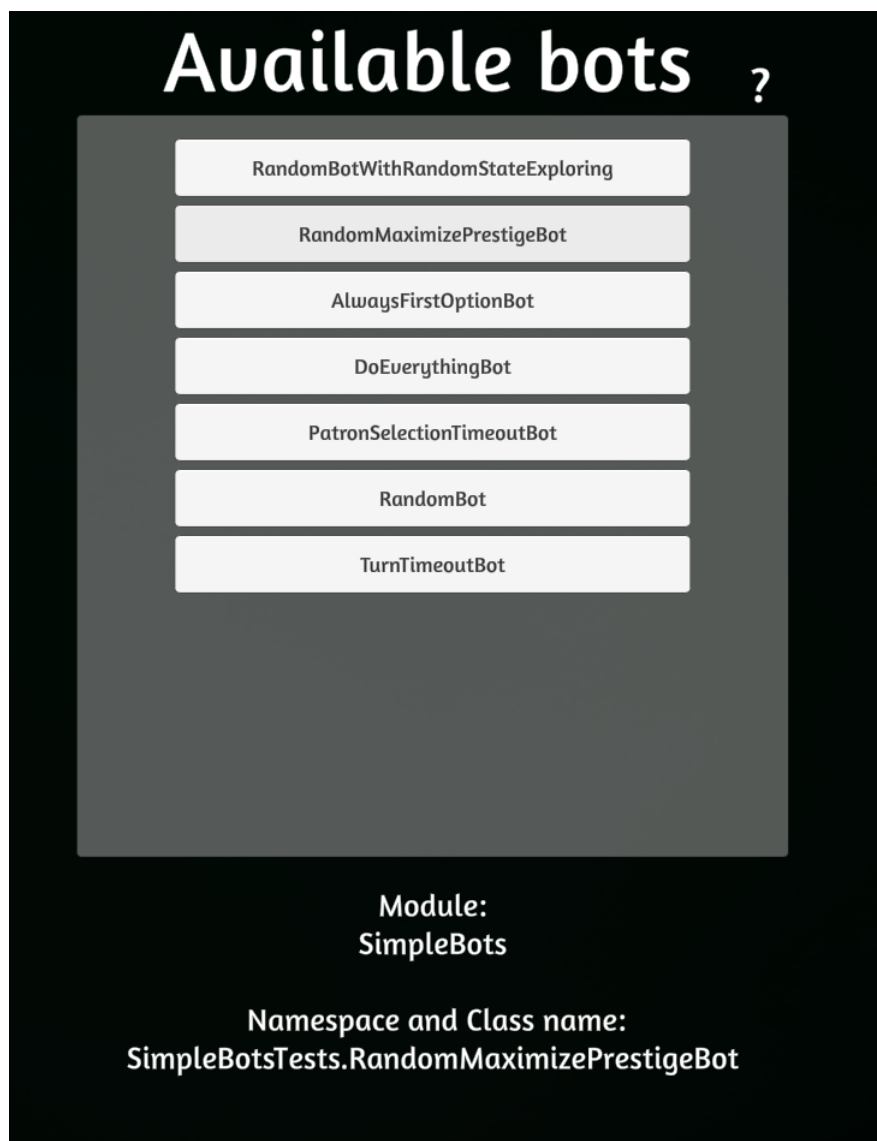 Available bots ?
RandomBotWithRandomStateExploring
RandomMaximizePrestigeBot
AlwaysFirstOptionBot
DoEverythingBot
PatronSelectionTimeoutBot
RandomBot
TurnTimeoutBot
Module:
SimpleBots
Namespace and Class name:
SimpleBotsTests.RandomMaximizePrestigeBot